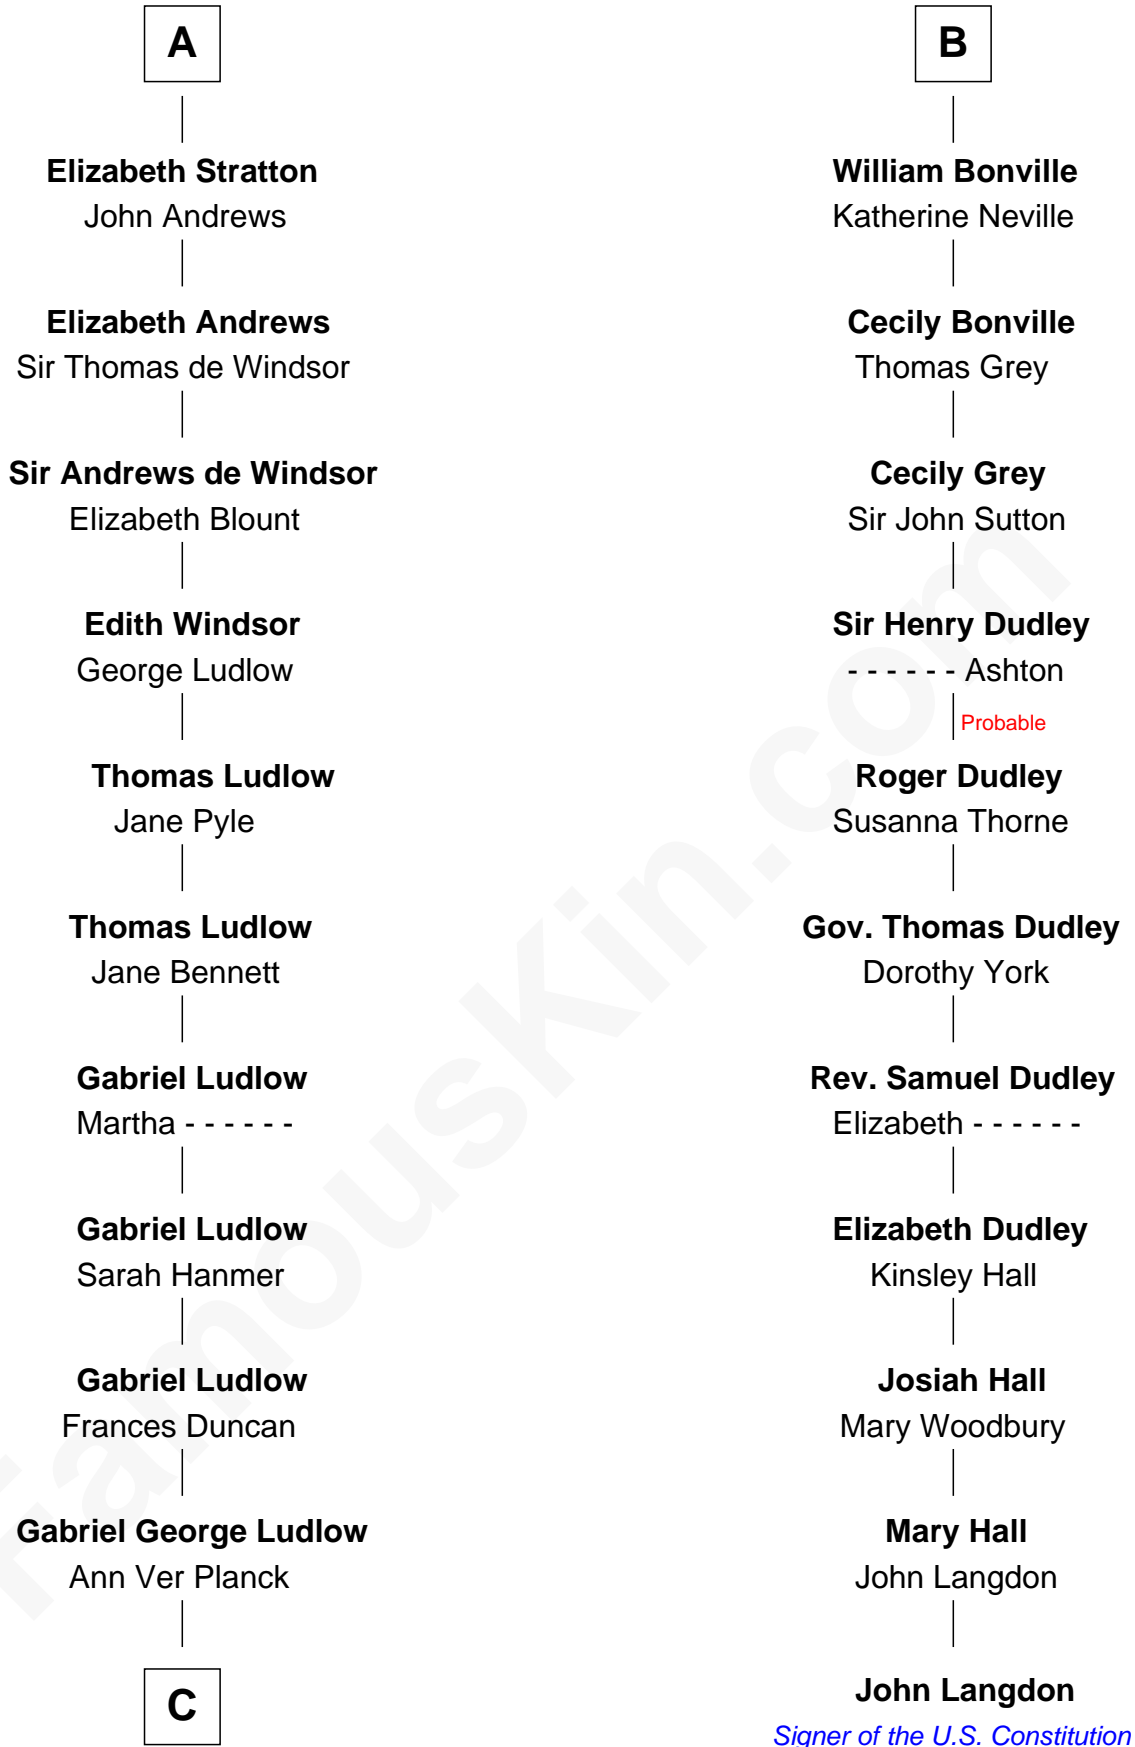 A
Elizabeth Stratton
John Andrews
Elizabeth Andrews
Sir Thomas de Windsor
Sir Andrews de Windsor
Elizabeth Blount
Edith Windsor
George Ludlow
Thomas Ludlow
Jane Pyle
Thomas Ludlow
Jane Bennett
Gabriel Ludlow
Martha - - - - - -
Gabriel Ludlow
Sarah Hanmer
Gabriel Ludlow
Frances Duncan
Gabriel George Ludlow
Ann Ver Planck
C
B
William Bonville
Katherine Neville
Cecily Bonville
Thomas Grey
Cecily Grey
Sir John Sutton
Sir Henry Dudley
- - - - - - Ashton
Probable
Roger Dudley
Susanna Thorne
Gov. Thomas Dudley
Dorothy York
Rev. Samuel Dudley
Elizabeth - - - - - -
Elizabeth Dudley
Kinsley Hall
Josiah Hall
Mary Woodbury
Mary Hall
John Langdon
John Langdon
Signer of the U.S. Constitution
FamousKin.com